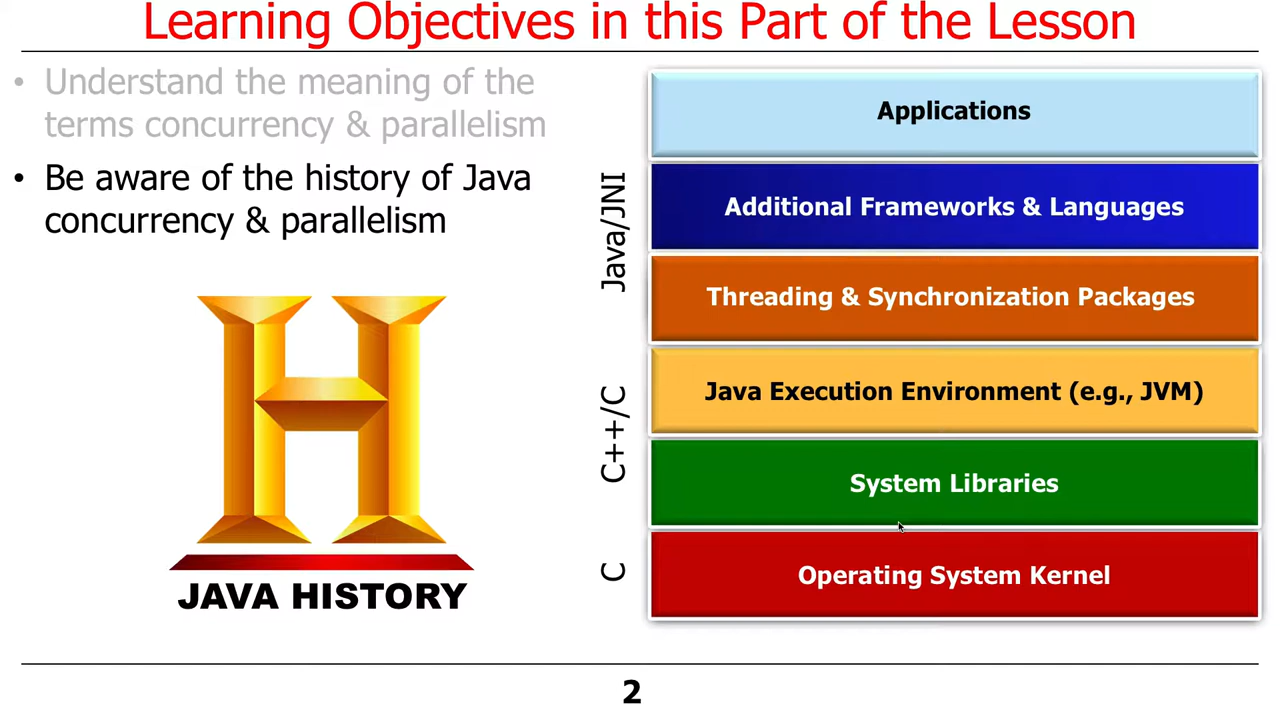 Learning Objectives in this Part of the Lesson
• Understand the meaning of the
terms concurrency & parallelism
• Be aware of the history of Java
concurrency & parallelism
H
JAVA HISTORY
Applications
Java/JNI
Additional Frameworks & Languages
Threading & Synchronization Packages
C++/C
Java Execution Environment (e.g., JVM)
System Libraries
C
Operating System Kernel
2